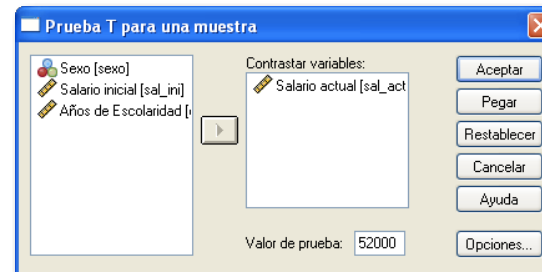 Prueba T para una muestra
Sexo [sexo]
Salario inicial [sal_ini]
Años de Escolaridad [
Contrastar variables:
Salario actual [sal_act
Valor de prueba: 52000
Aceptar
Pegar
Restablecer
Cancelar
Ayuda
Opciones...